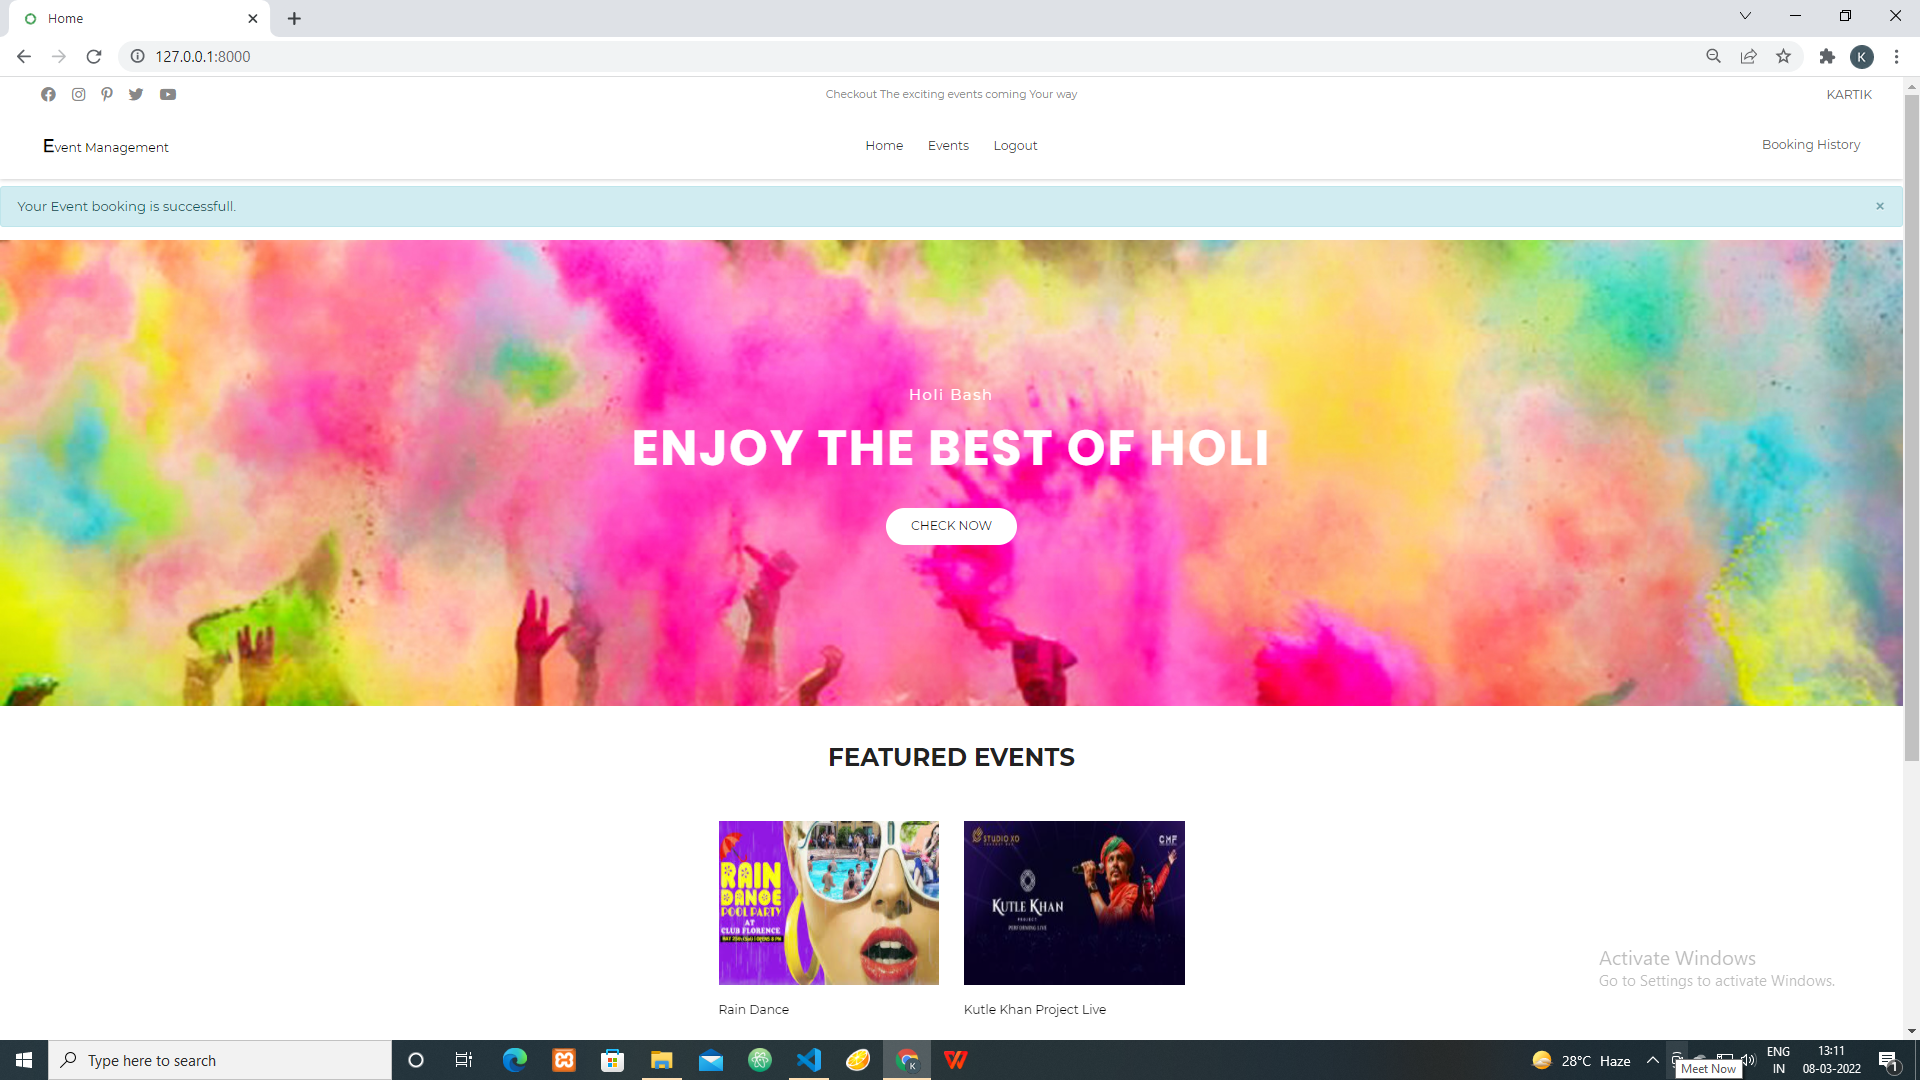 Home
127.0.0.1:8000
K
Checkout The exciting events coming Your way
KARTIK
Event Management
Home Events Logout
Booking History
Your Event booking is successfull.
×
Holi Bash
ENJOY THE BEST OF HOLI
CHECK NOW
FEATURED EVENTS
RAIN
DANCE
POOL PARTY
AT
CLUB FLORENCE
STUDIO XO
KUTLE KHAN
PROJECT
PERFORMING LIVE
Rain Dance
Kutle Khan Project Live
Activate Windows
Go to Settings to activate Windows.
Type here to search
K
28°C Haze
ENG
IN
13:11
08-03-2022
1
Meet Now